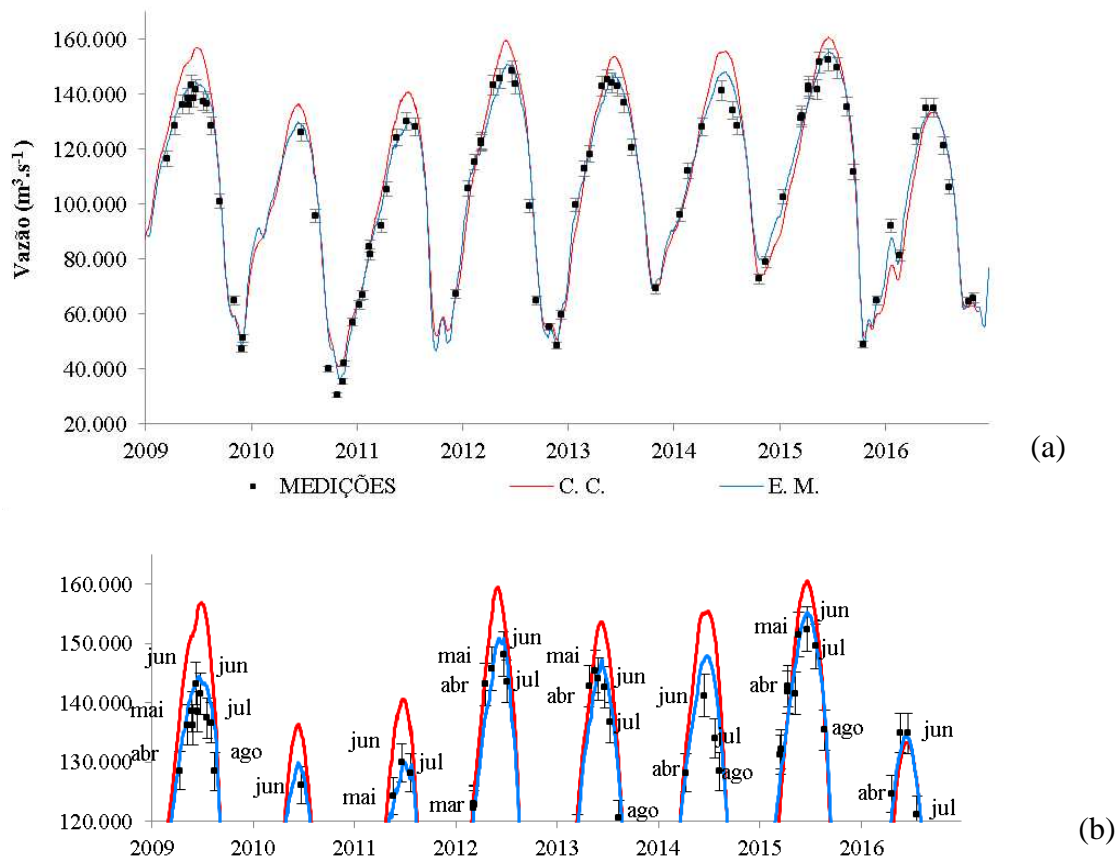 160.000
140.000
120.000
100.000
80.000
60.000
40.000
20.000
Vazão (m³.s⁻¹)
2009 2010 2011 2012 2013 2014 2015 2016
(a)
MEDIÇÕES C. C. E. M.
160.000
150.000
140.000
130.000
120.000
jun jun
mai jul
abr ago
jun
jun jul
mai
jun
mai
abr jul
mar
mai
abr jun
jul
ago
jun
jul
abr ago
jun
mai
jul
abr
ago
jun
abr
jul
2009 2010 2011 2012 2013 2014 2015 2016
(b)